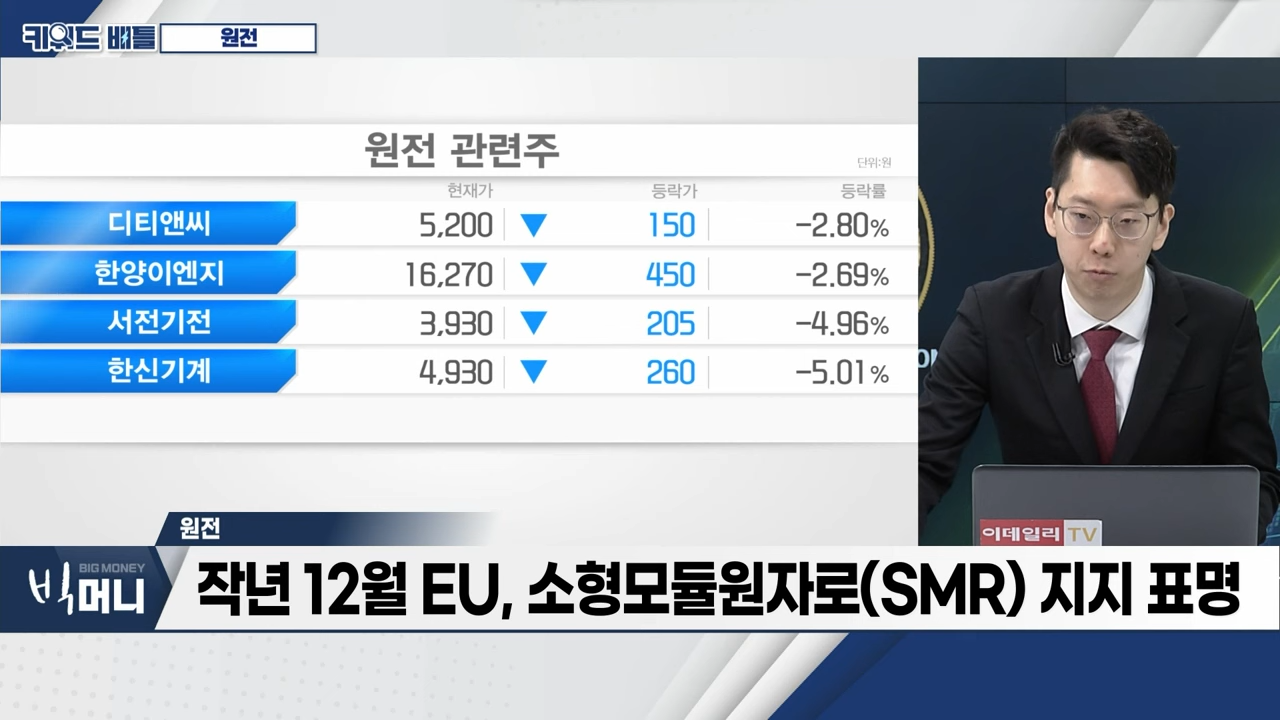 키워드 배틀 원전
원전 관련주
단위:원
현재가 등락가 등락률
디티앤씨 5,200 ▼ 150 -2.80%
한양이엔지 16,270 ▼ 450 -2.69%
서전기전 3,930 ▼ 205 -4.96%
한신기계 4,930 ▼ 260 -5.01%
이데일리 TV
원전
BIG MONEY
빅머니
작년 12월 EU, 소형모듈원자로(SMR) 지지 표명